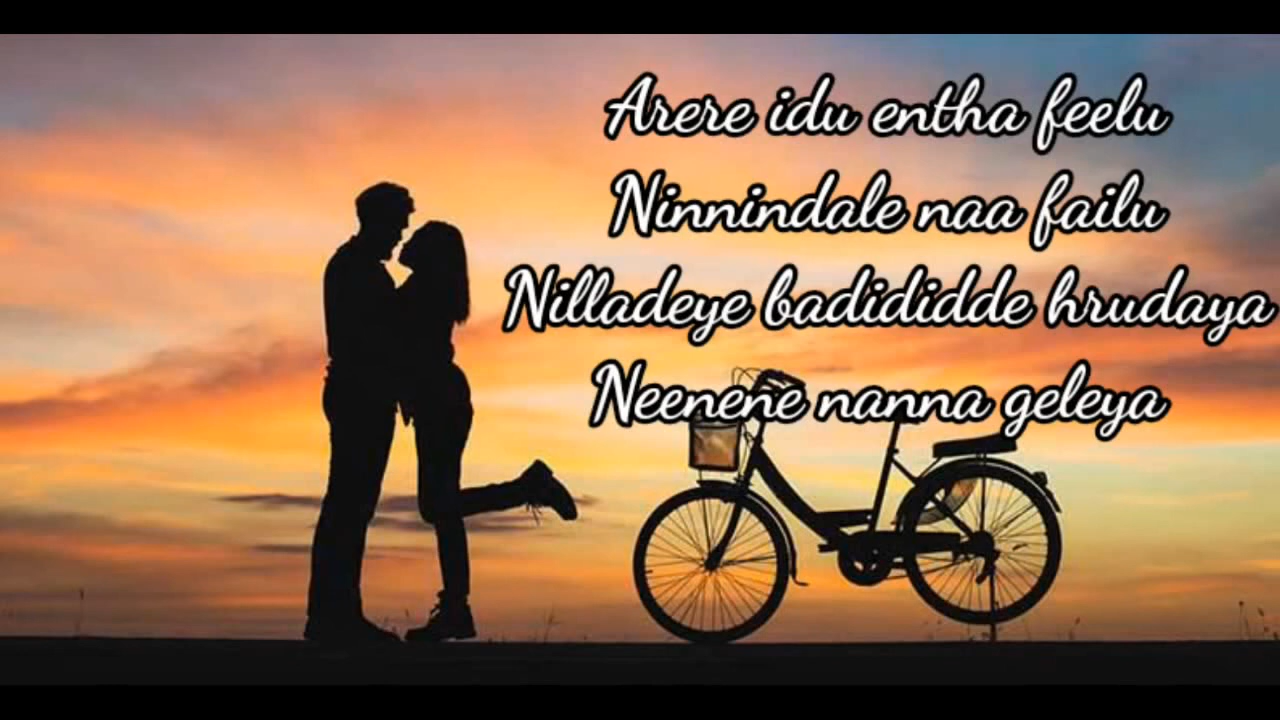 Arere idu entha feelu
Ninnindale naa failu
Nilladeye badididde hrudaya
Neenene nanna geleya